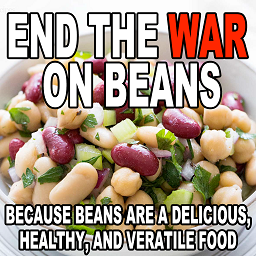 END THE WAR
ON BEANS
BECAUSE BEANS ARE A DELICIOUS,
HEALTHY, AND VERATILE FOOD